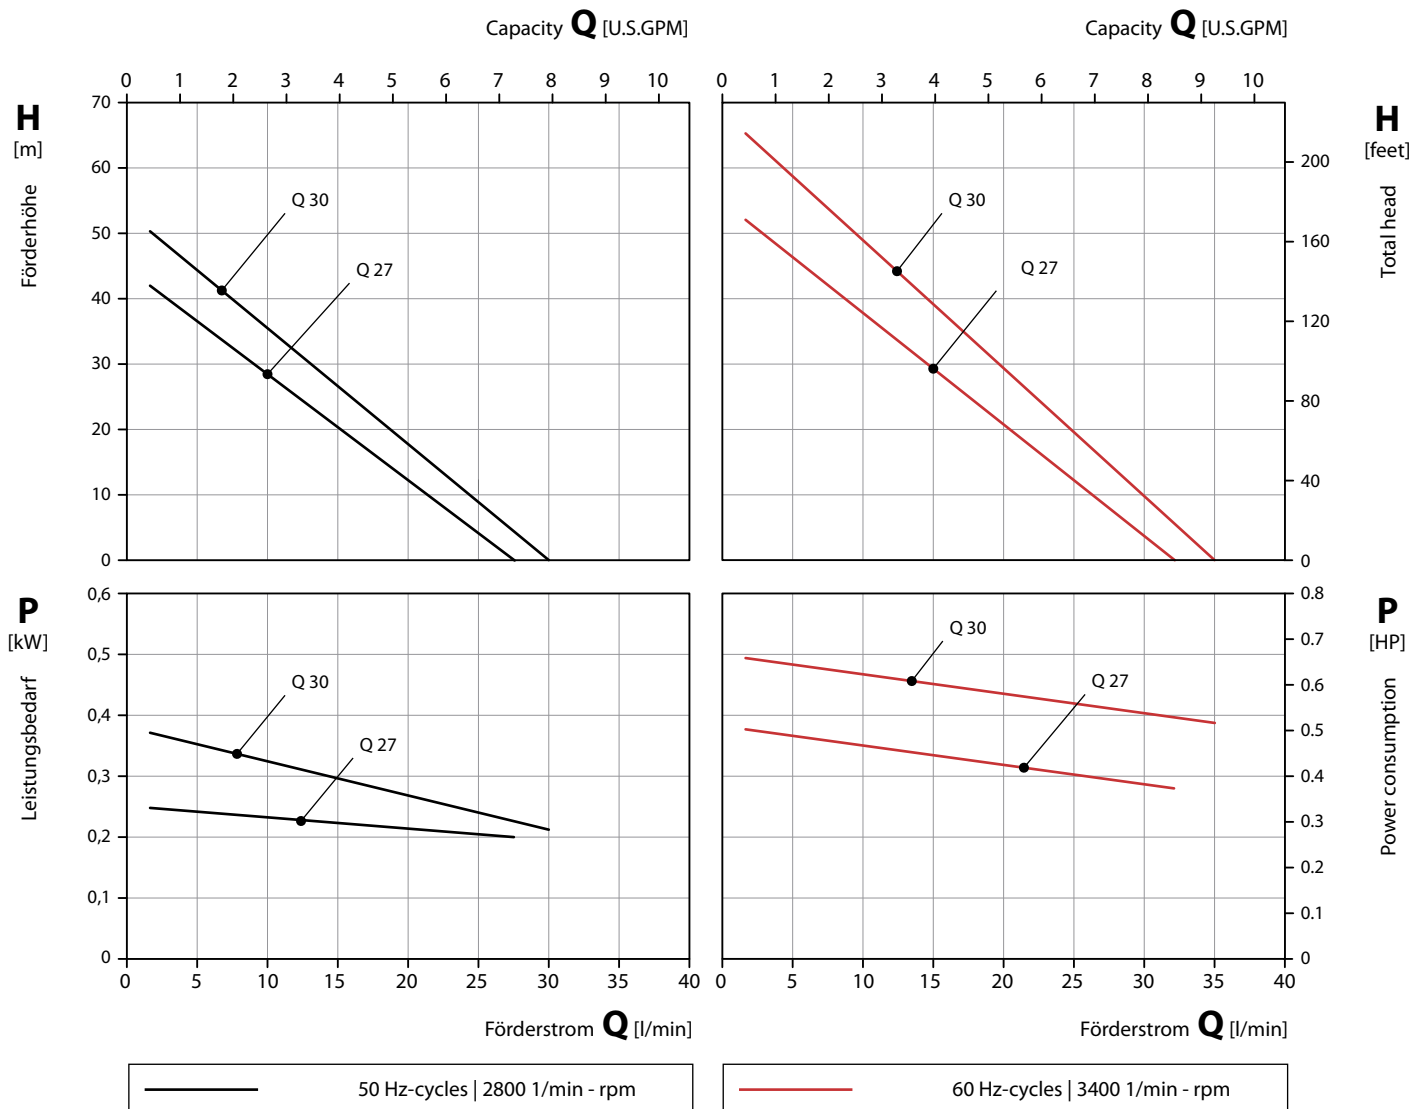 Capacity Q [U.S.GPM]
Capacity Q [U.S.GPM]
0 1 2 3 4 5 6 7 8 9 10
0 1 2 3 4 5 6 7 8 9 10
H
[m]
Förderhöhe
70
60
50
40
30
20
10
0
Q 30
Q 27
Q 30
Q 27
H
[feet]
Total head
200
160
120
80
40
0
P
[kW]
Leistungsbedarf
0,6
0,5
0,4
0,3
0,2
0,1
0
Q 30
Q 27
Q 30
Q 27
P
[HP]
Power consumption
0.8
0.7
0.6
0.5
0.4
0.3
0.2
0.1
0
0 5 10 15 20 25 30 35 40
0 5 10 15 20 25 30 35 40
Förderstrom Q [l/min]
Förderstrom Q [l/min]
50 Hz-cycles | 2800 1/min - rpm
60 Hz-cycles | 3400 1/min - rpm